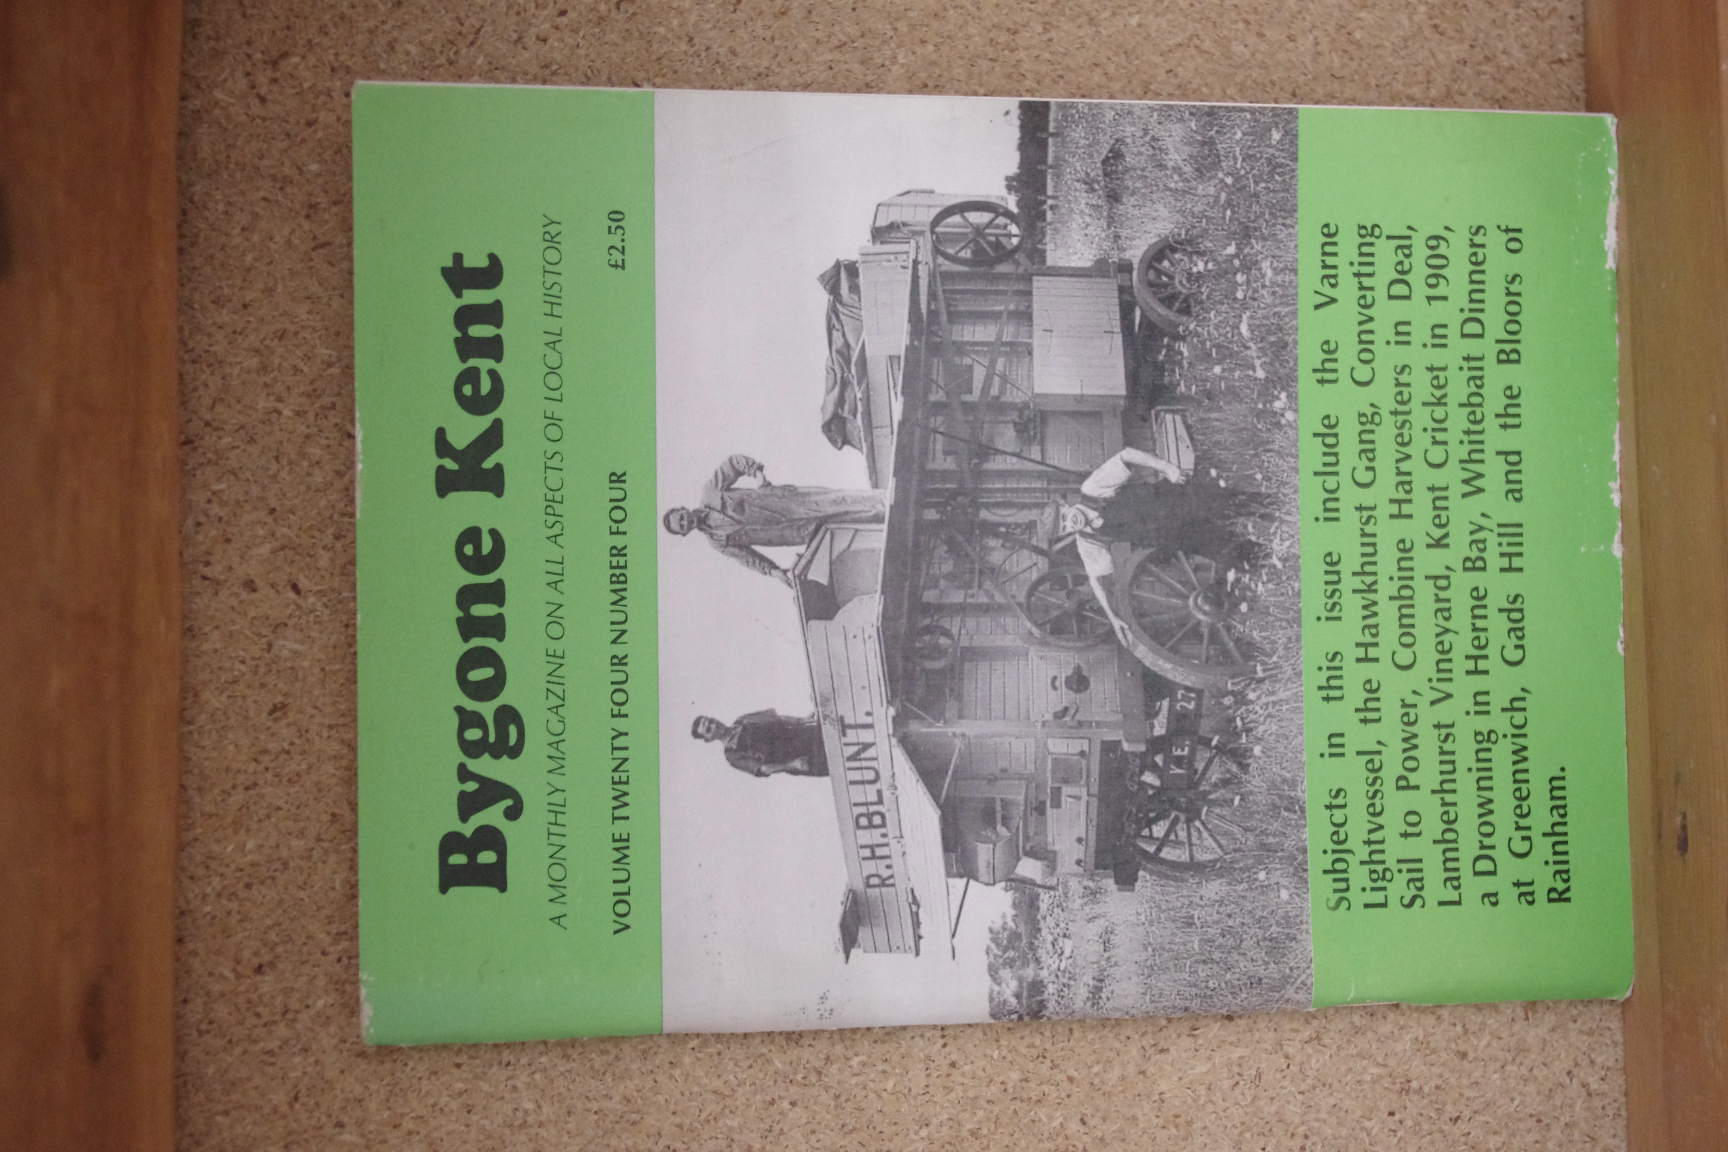 Bygone Kent
A MONTHLY MAGAZINE ON ALL ASPECTS OF LOCAL HISTORY
VOLUME TWENTY FOUR NUMBER FOUR £2.50
R.H.BLUNT.
K.E. 27
Subjects in this issue include the Varne
Lightvessel, the Hawkhurst Gang, Converting
Sail to Power, Combine Harvesters in Deal,
Lamberhurst Vineyard, Kent Cricket in 1909,
a Drowning in Herne Bay, Whitebait Dinners
at Greenwich, Gads Hill and the Bloors of
Rainham.